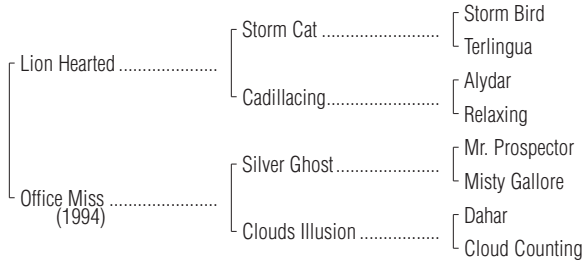 Storm Bird
Storm Cat ........................
Terlingua
Lion Hearted ....................
Alydar
Cadillacing.......................
Relaxing
Mr. Prospector
Silver Ghost.....................
Misty Gallore
Office Miss ......................
(1994)
Dahar
Clouds Illusion ................
Cloud Counting